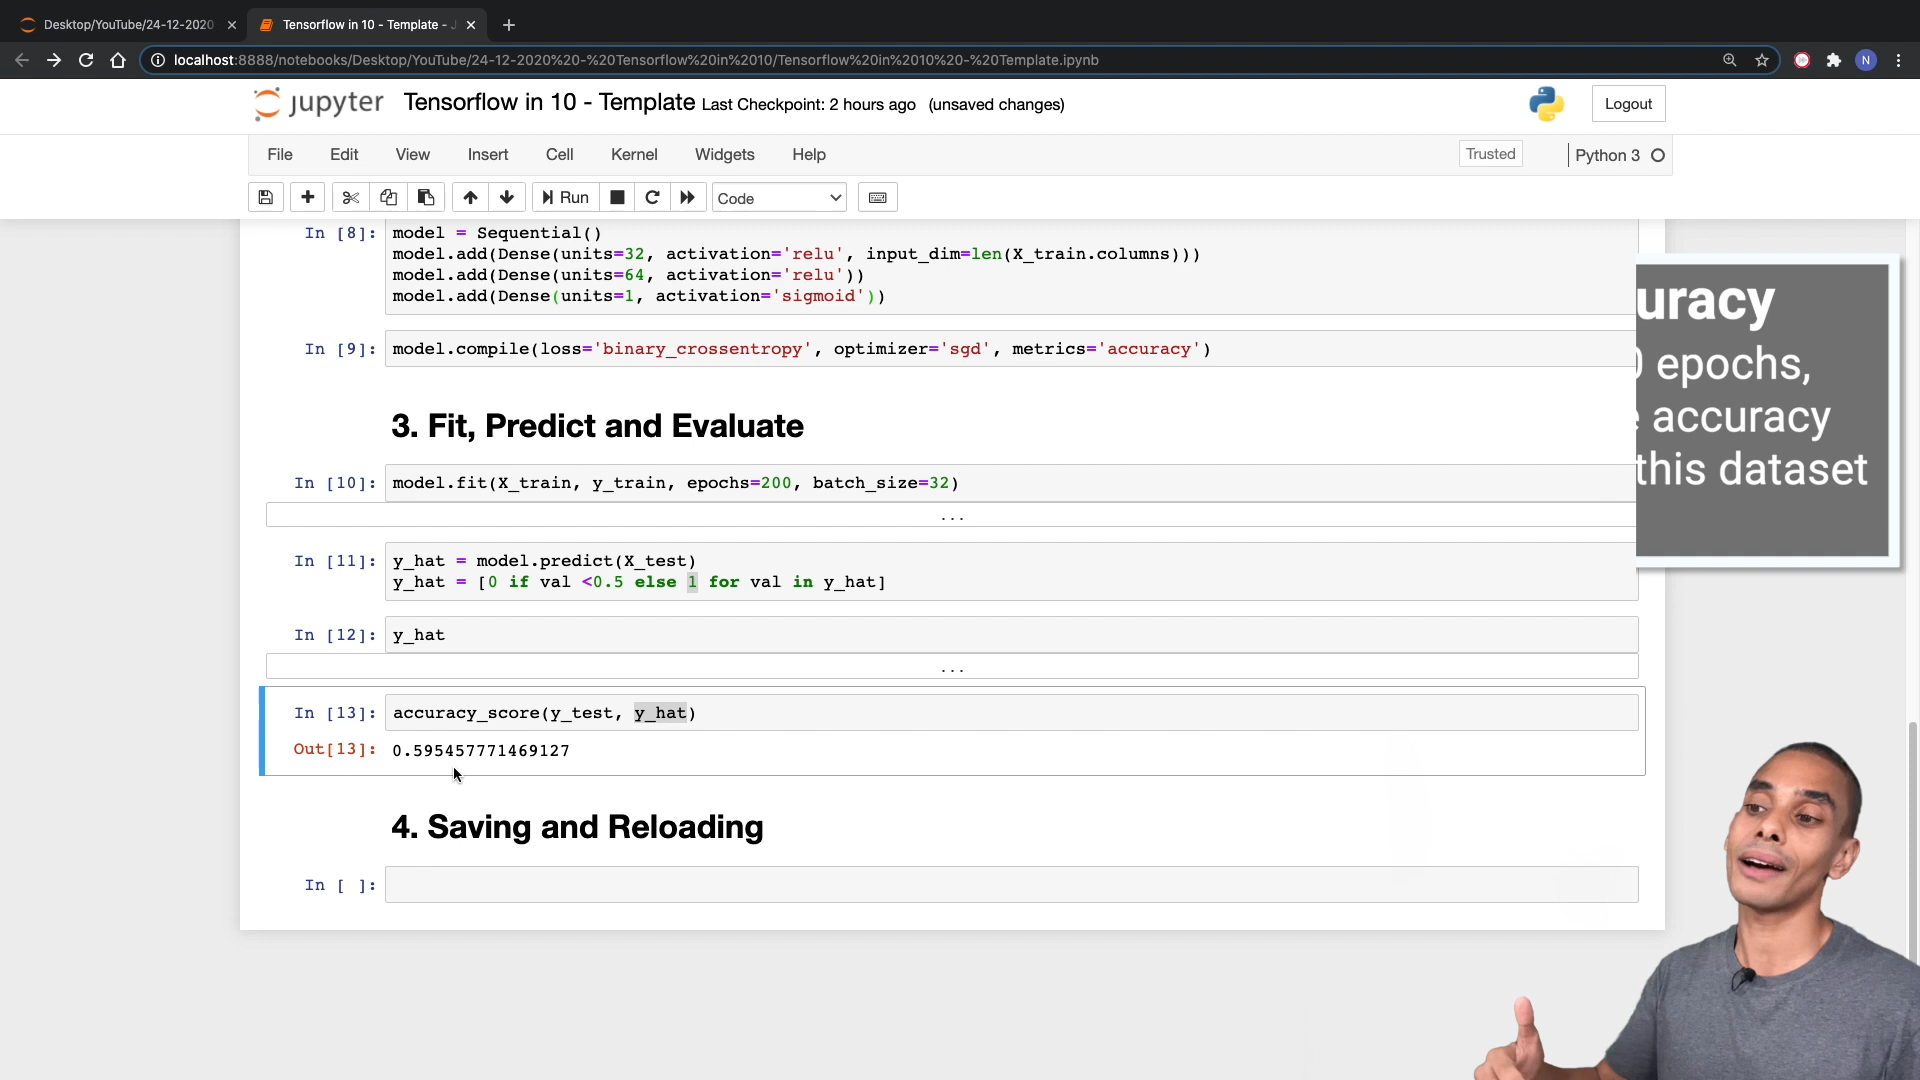 Desktop/YouTube/24-12-2020
Tensorflow in 10 - Template - J
localhost:8888/notebooks/Desktop/YouTube/24-12-2020%20-%20Tensorflow%20in%2010/Tensorflow%20in%2010%20-%20Template.ipynb
N
jupyter Tensorflow in 10 - Template Last Checkpoint: 2 hours ago (unsaved changes)
Logout
File Edit View Insert Cell Kernel Widgets Help
Trusted
Python 3
Run
Code
In [8]: model = Sequential()
model.add(Dense(units=32, activation='relu', input_dim=len(X_train.columns)))
model.add(Dense(units=64, activation='relu'))
model.add(Dense(units=1, activation='sigmoid'))
In [9]: model.compile(loss='binary_crossentropy', optimizer='sgd', metrics='accuracy')
uracy
0 epochs,
e accuracy
this dataset
3. Fit, Predict and Evaluate
In [10]: model.fit(X_train, y_train, epochs=200, batch_size=32)
...
In [11]: y_hat = model.predict(X_test)
y_hat = [0 if val <0.5 else 1 for val in y_hat]
In [12]: y_hat
...
In [13]: accuracy_score(y_test, y_hat)
Out[13]: 0.595457771469127
4. Saving and Reloading
In [ ]: